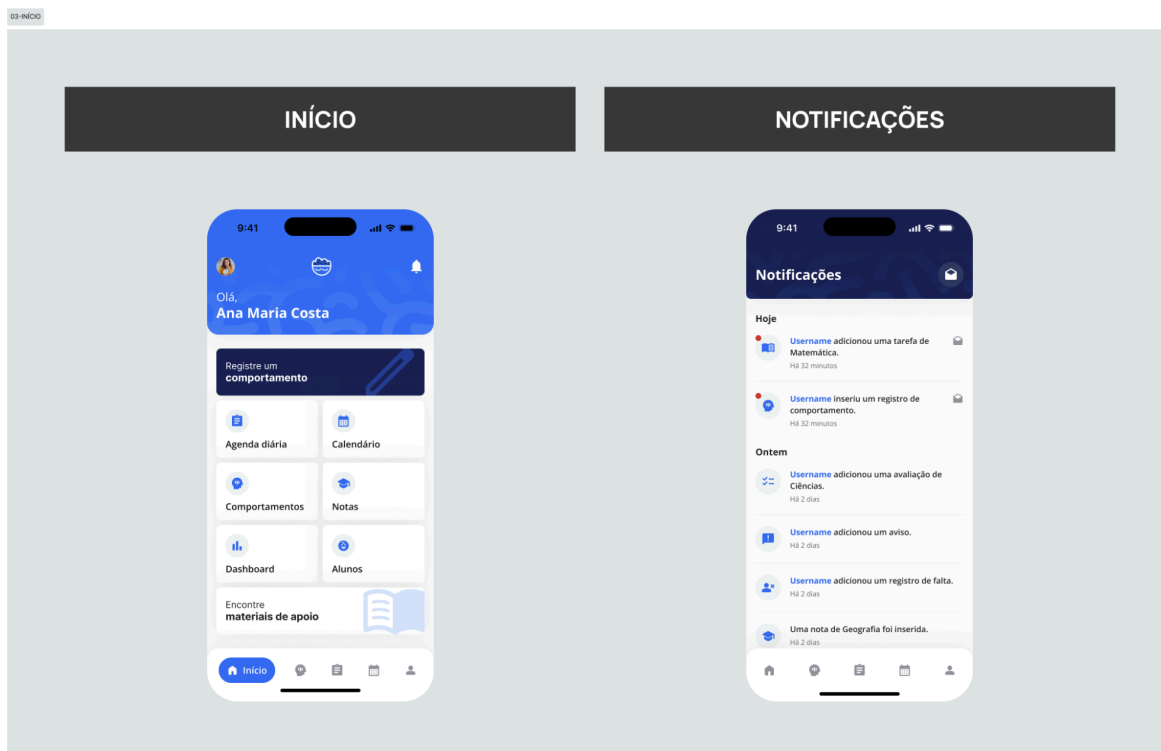 03-INÍCIO
INÍCIO
9:41
Olá,
Ana Maria Costa
Registre um
comportamento
Agenda diária
Calendário
Comportamentos
Notas
Dashboard
Alunos
Encontre
materiais de apoio
Início
NOTIFICAÇÕES
9:41
Notificações
Hoje
Username adicionou uma tarefa de
Matemática.
Há 32 minutos
Username inseriu um registro de
comportamento.
Há 32 minutos
Ontem
Username adicionou uma avaliação de
Ciências.
Há 2 dias
Username adicionou um aviso.
Há 2 dias
Username adicionou um registro de falta.
Há 2 dias
Uma nota de Geografia foi inserida.
Há 2 dias